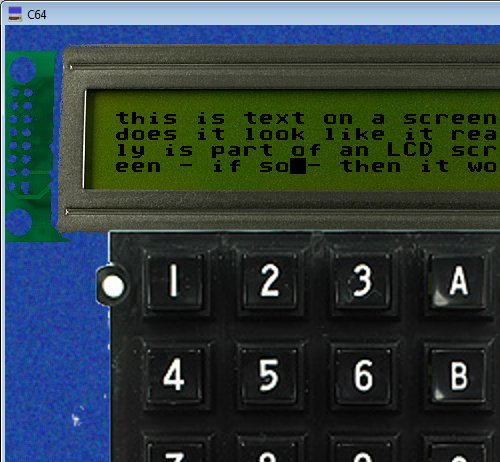 C64
this is text on a screen
does it look like it rea
ly is part of an LCD scr
een - if so - then it wo
1 2 3 A
4 5 6 B